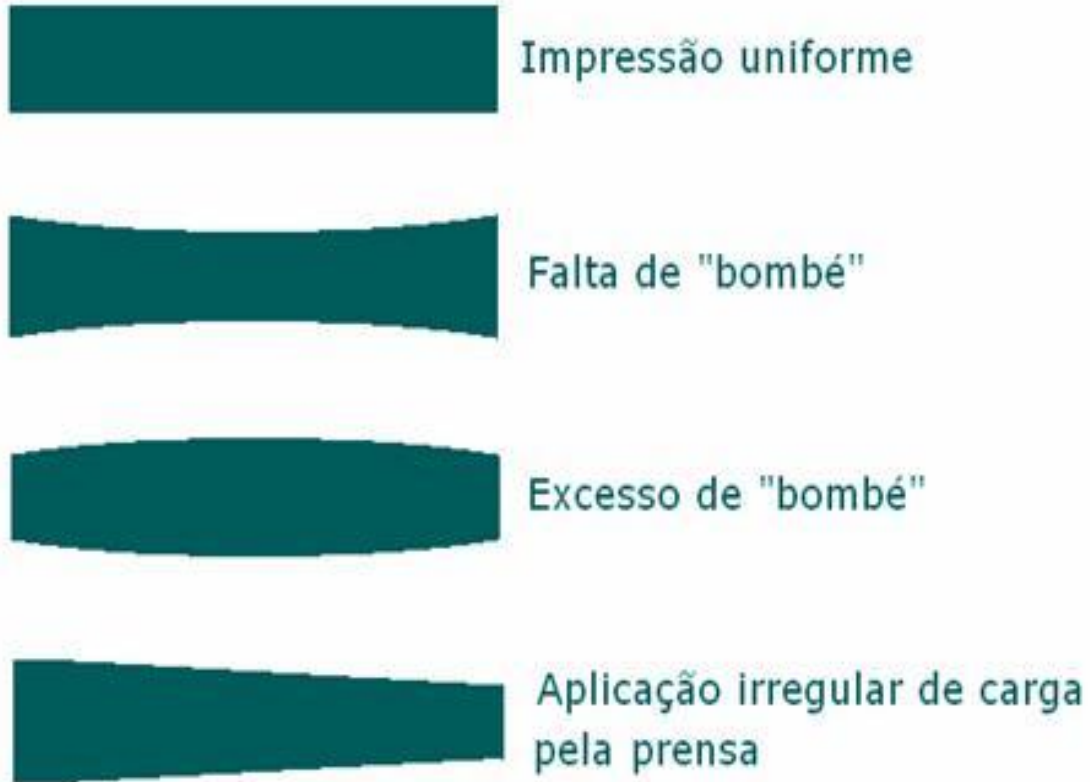 Impressão uniforme
Falta de "bombé"
Excesso de "bombé"
Aplicação irregular de carga
pela prensa